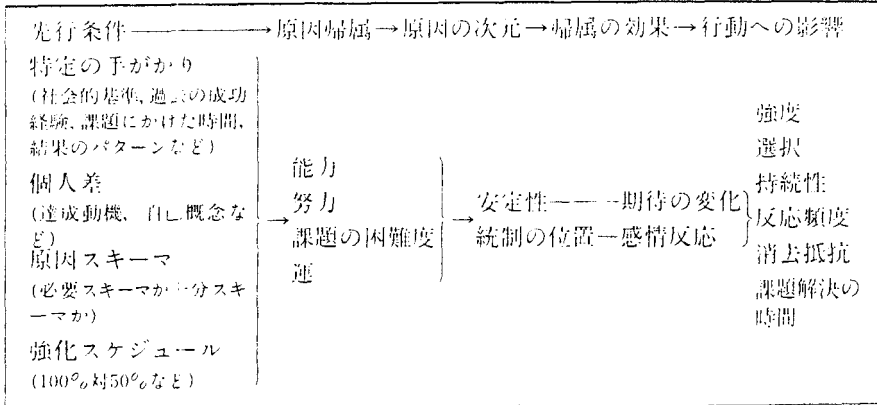 先行条件―――→原因帰属→原因の次元→帰属の効果→行動への影響
特定の手がかり
(社会的基準,過去の成功
経験,課題にかけた時間,
結果のパターンなど)
個人差
(達成動機, 自己概念な
ど)
原因スキーマ
(必要スキーマか十分スキ
ーマか)
強化スケジュール
(100%対50%など)
→
能力
努力
課題の困難度
運
→
安定性―――期待の変化
統制の位置―感情反応
強度
選択
持続性
反応頻度
消去抵抗
課題解決の
時間